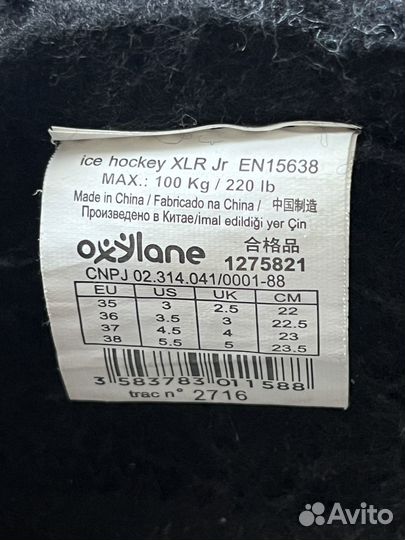 ice hockey XLR Jr EN15638
MAX.: 100 Kg / 220 lb
Made in China / Fabricado na China / 中国制造
Произведено в Китае/imal edildiği yer Çin
oxylane 合格品
1275821
CNPJ 02.314.041/0001-88
EU US UK CM
35 3 2.5 22
36 3.5 3 22.5
37 4.5 4 23
38 5.5 5 23.5
3 583783 011588
trac n° 2716
Avito